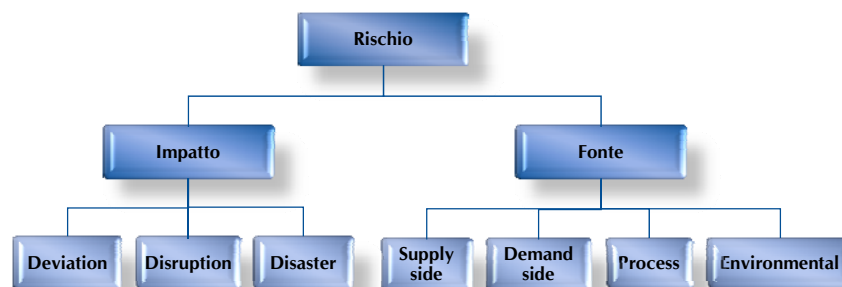 Rischio
Impatto
Fonte
Deviation
Disruption
Disaster
Supply
side
Demand
side
Process
Environmental